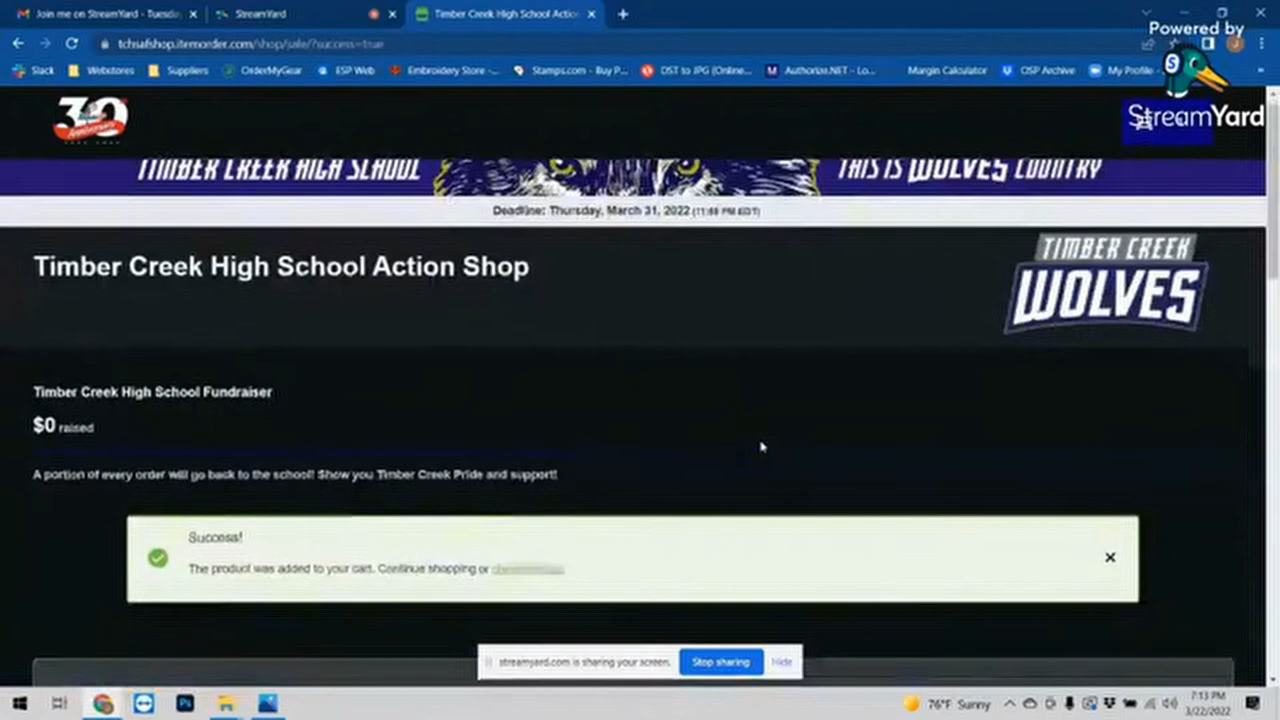 Join me on StreamYard - Tuesda
StreamYard
Timber Creek High School Actio
Powered by
tchsafshop.itemorder.com/shop/sale/?success=true
Slack
Webstores
Suppliers
OrderMyGear
ESP Web
Embroidery Store -...
Stamps.com - Buy P...
DST to JPG (Online...
Authorize.NET - Lo...
Margin Calculator
OSP Archive
My Profile -
S
StreamYard
30
Anniversary
TIMBER CREEK HIGH SCHOOL
THIS IS WOLVES COUNTRY
Deadline: Thursday, March 31, 2022 (11:59 PM EDT)
Timber Creek High School Action Shop
TIMBER CREEK
WOLVES
Timber Creek High School Fundraiser
$0 raised
A portion of every order will go back to the school! Show you Timber Creek Pride and support!
Success!
The product was added to your cart. Continue shopping or
streamyard.com is sharing your screen.
Stop sharing
Hide
Ps
76°F Sunny
7:13 PM
3/22/2022